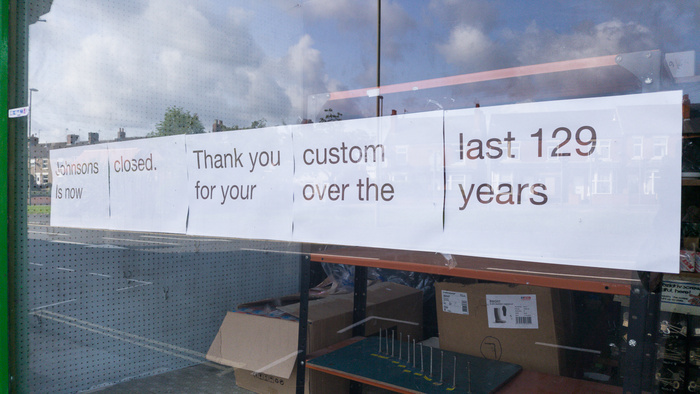 Johnsons closed. Thank you custom last 129
is now for your over the years